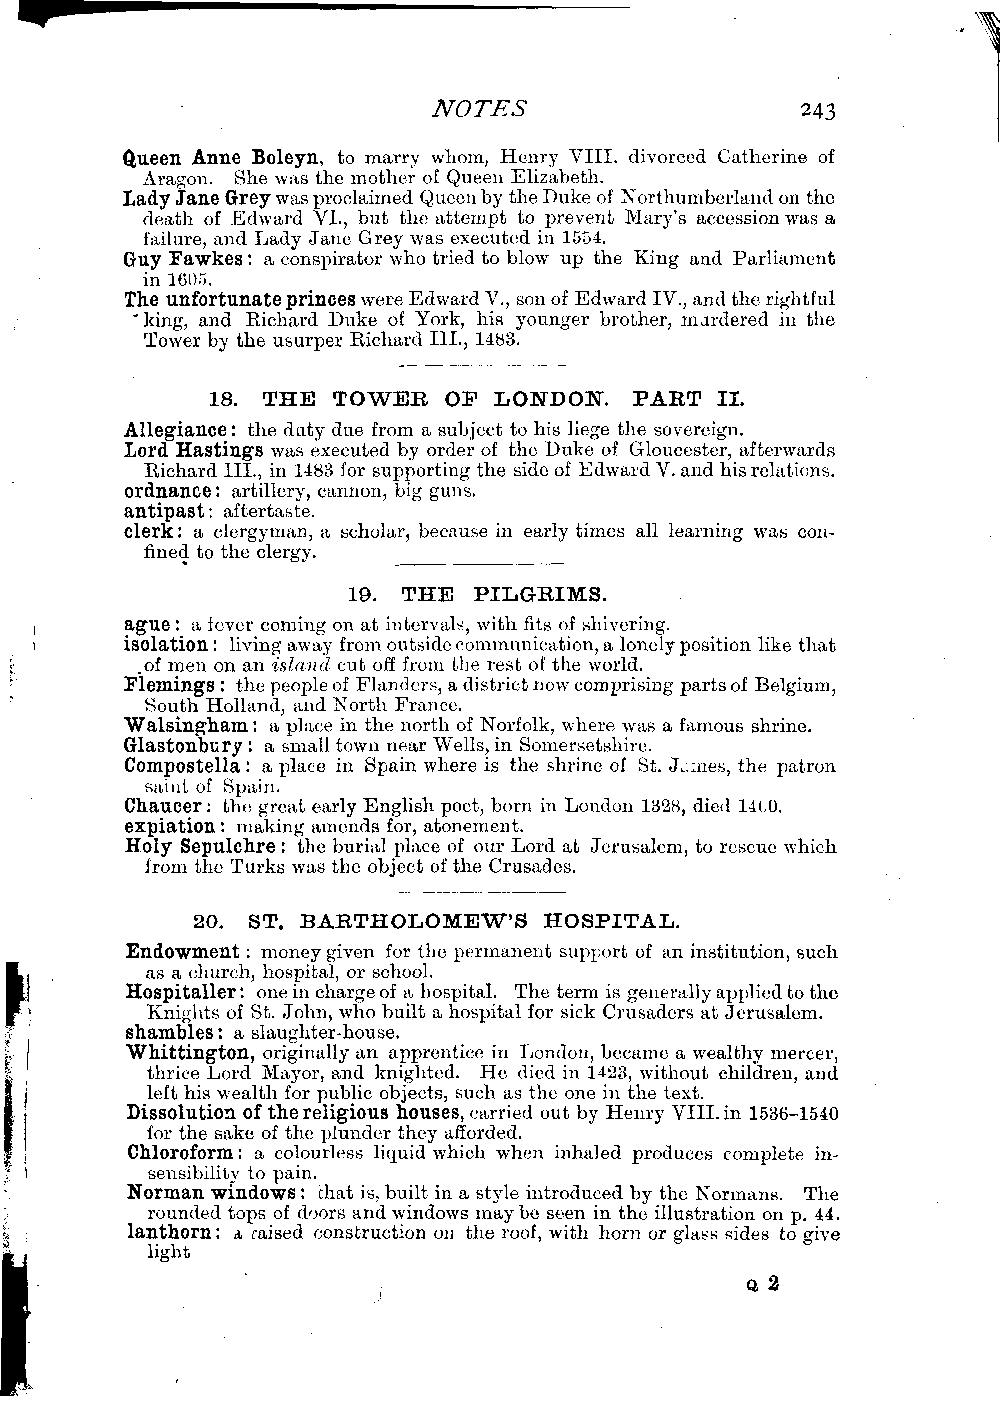 NOTES 243
Queen Anne Boleyn, to marry whom, Henry VIII. divorced Catherine of
Aragon. She was the mother of Queen Elizabeth.
Lady Jane Grey was proclaimed Queen by the Duke of Northumberland on the
death of Edward VI., but the attempt to prevent Mary's accession was a
failure, and Lady Jane Grey was executed in 1554.
Guy Fawkes: a conspirator who tried to blow up the King and Parliament
in 1605.
The unfortunate princes were Edward V., son of Edward IV., and the rightful
king, and Richard Duke of York, his younger brother, murdered in the
Tower by the usurper Richard III., 1483.
18. THE TOWER OF LONDON. PART II.
Allegiance: the duty due from a subject to his liege the sovereign.
Lord Hastings was executed by order of the Duke of Gloucester, afterwards
Richard III., in 1483 for supporting the side of Edward V. and his relations.
ordnance: artillery, cannon, big guns.
antipast: aftertaste.
clerk: a clergyman, a scholar, because in early times all learning was con-
fined to the clergy.
19. THE PILGRIMS.
ague: a fever coming on at intervals, with fits of shivering.
isolation: living away from outside communication, a lonely position like that
of men on an island cut off from the rest of the world.
Flemings: the people of Flanders, a district now comprising parts of Belgium,
South Holland, and North France.
Walsingham: a place in the north of Norfolk, where was a famous shrine.
Glastonbury: a small town near Wells, in Somersetshire.
Compostella: a place in Spain where is the shrine of St. James, the patron
saint of Spain.
Chaucer: the great early English poet, born in London 1328, died 1400.
expiation: making amends for, atonement.
Holy Sepulchre: the burial place of our Lord at Jerusalem, to rescue which
from the Turks was the object of the Crusades.
20. ST. BARTHOLOMEW'S HOSPITAL.
Endowment: money given for the permanent support of an institution, such
as a church, hospital, or school.
Hospitaller: one in charge of a hospital. The term is generally applied to the
Knights of St. John, who built a hospital for sick Crusaders at Jerusalem.
shambles: a slaughter-house.
Whittington, originally an apprentice in London, became a wealthy mercer,
thrice Lord Mayor, and knighted. He died in 1423, without children, and
left his wealth for public objects, such as the one in the text.
Dissolution of the religious houses, carried out by Henry VIII. in 1536-1540
for the sake of the plunder they afforded.
Chloroform: a colourless liquid which when inhaled produces complete in-
sensibility to pain.
Norman windows: that is, built in a style introduced by the Normans. The
rounded tops of doors and windows may be seen in the illustration on p. 44.
lanthorn: a raised construction on the roof, with horn or glass sides to give
light
Q 2